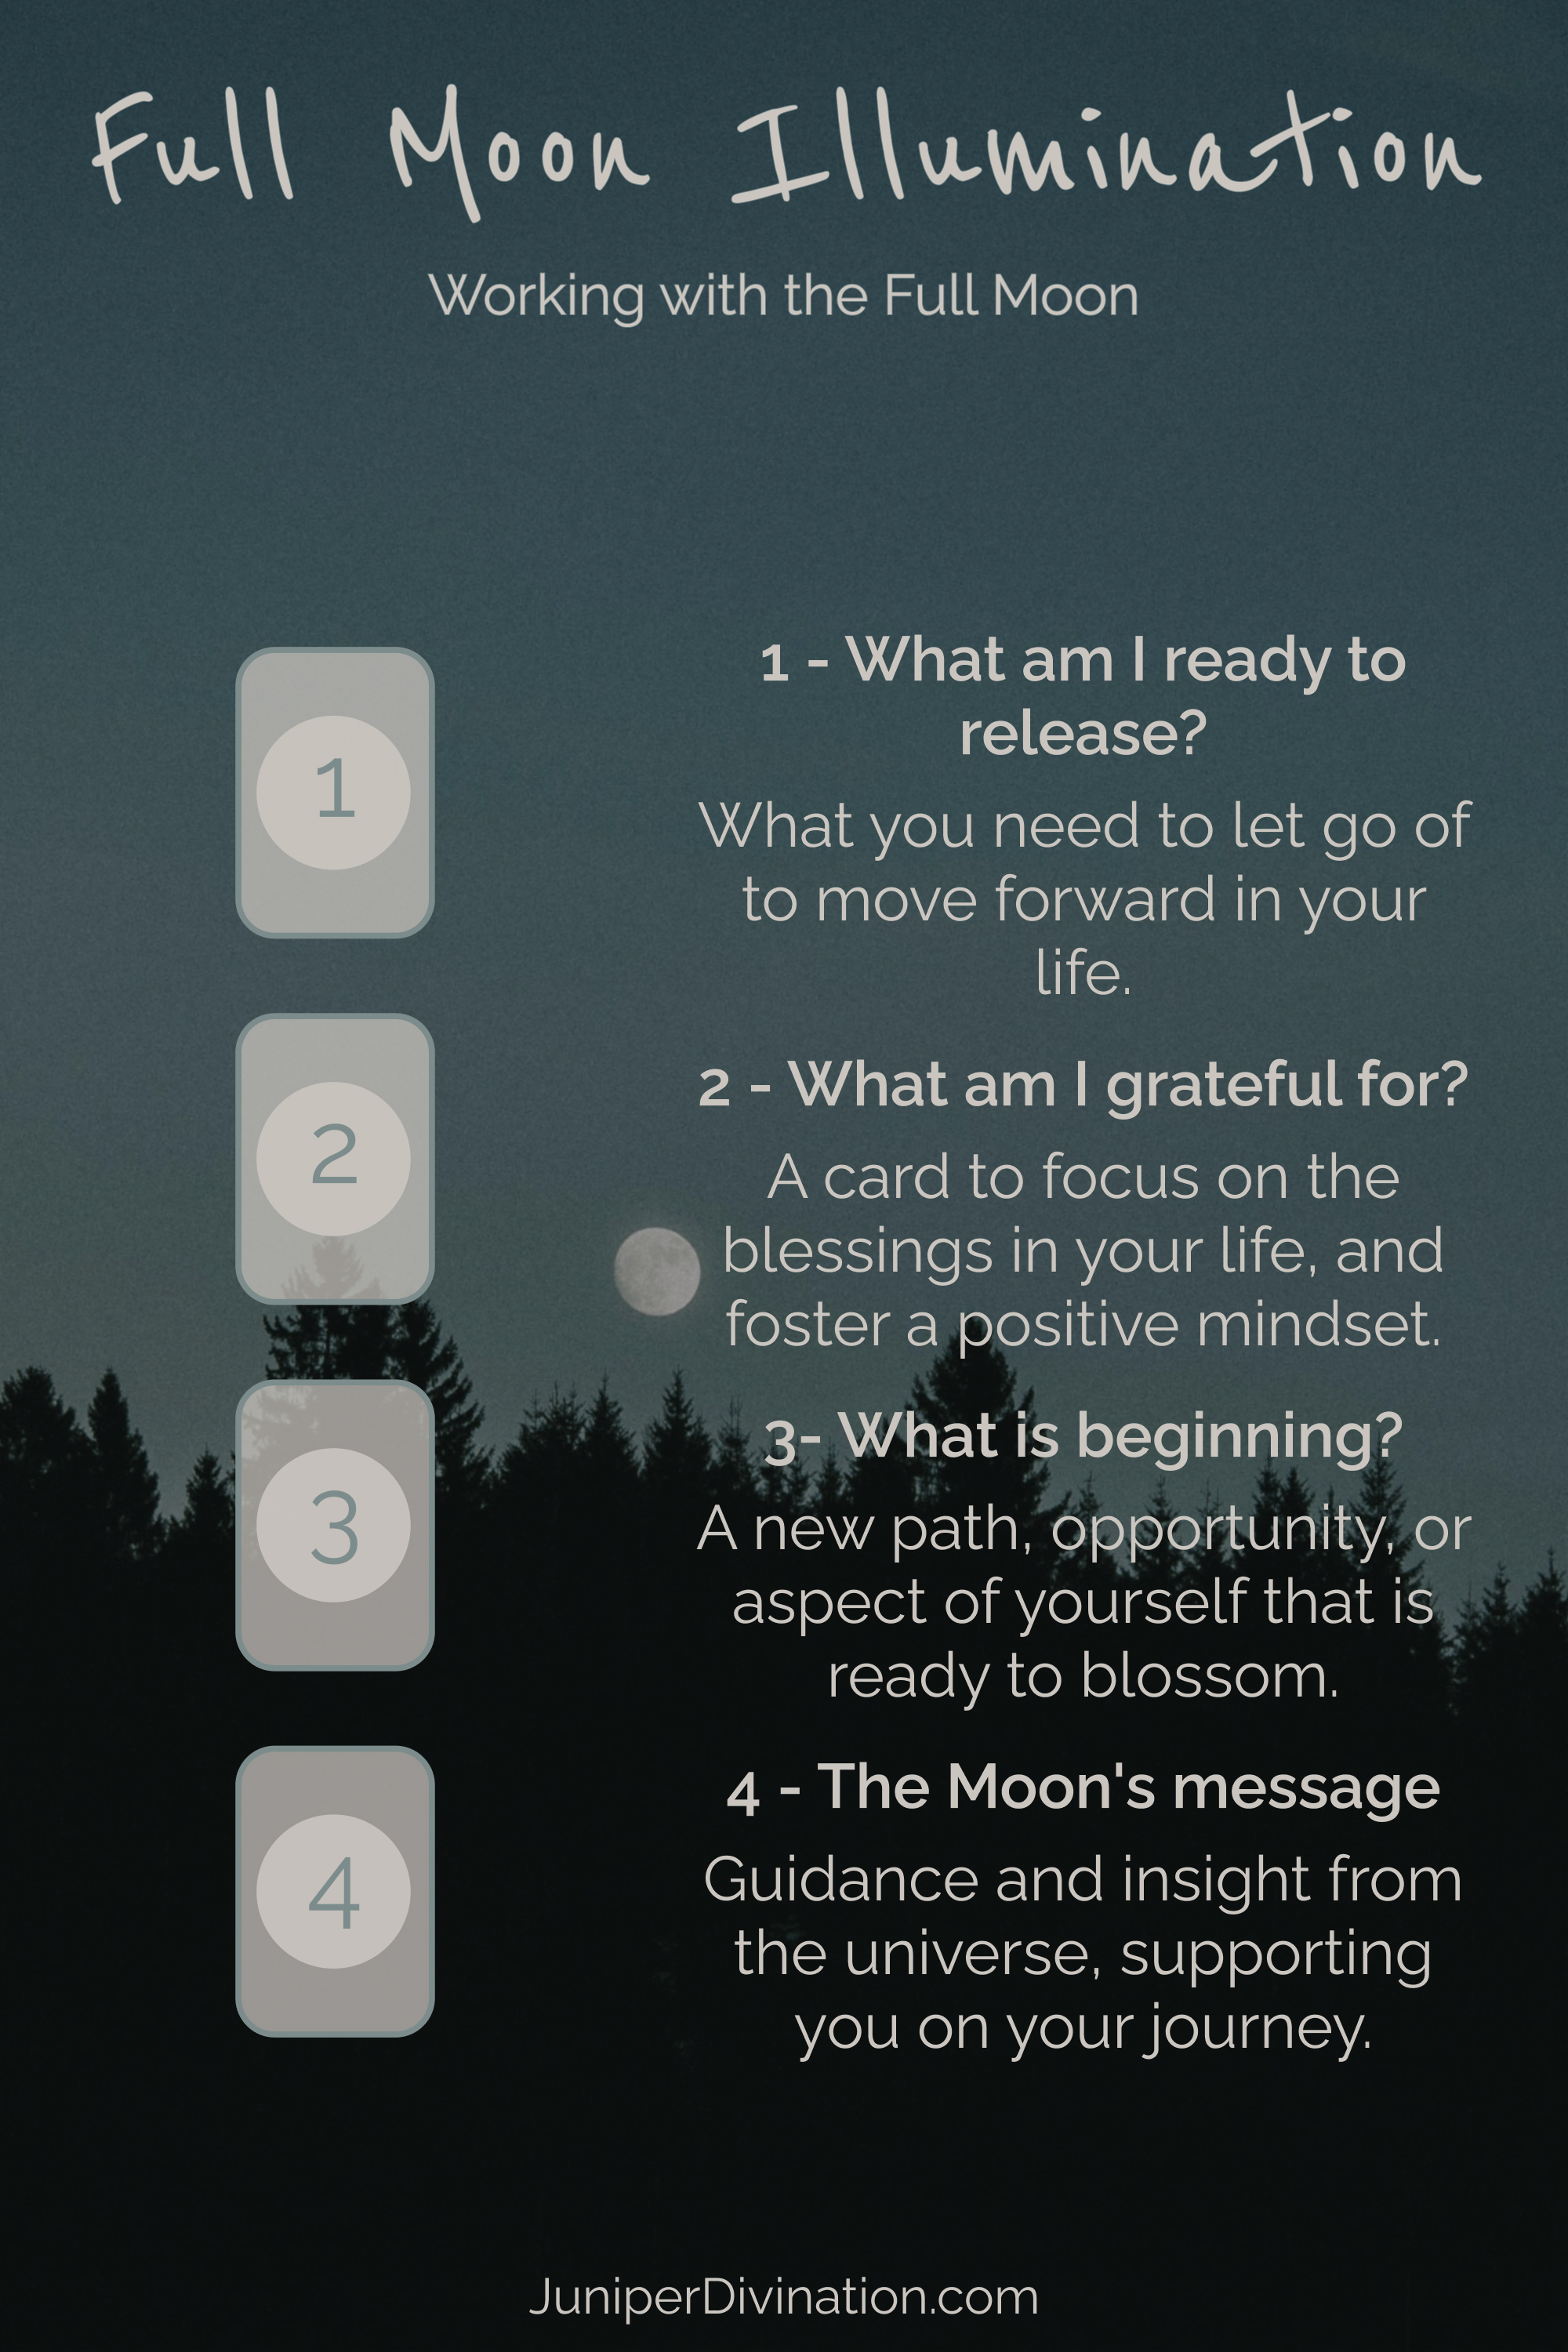 Full Moon Illumination
Working with the Full Moon
1
1 - What am I ready to
release?
What you need to let go of
to move forward in your
life.
2
2 - What am I grateful for?
A card to focus on the
blessings in your life, and
foster a positive mindset.
3
3- What is beginning?
A new path, opportunity, or
aspect of yourself that is
ready to blossom.
4
4 - The Moon's message
Guidance and insight from
the universe, supporting
you on your journey.
JuniperDivination.com